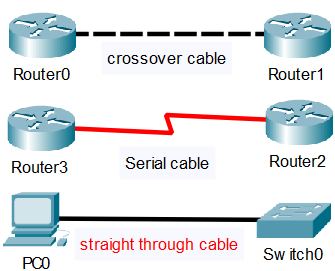 Router0
crossover cable
Router1
Router3
Serial cable
Router2
PC0
straight through cable
Switch0